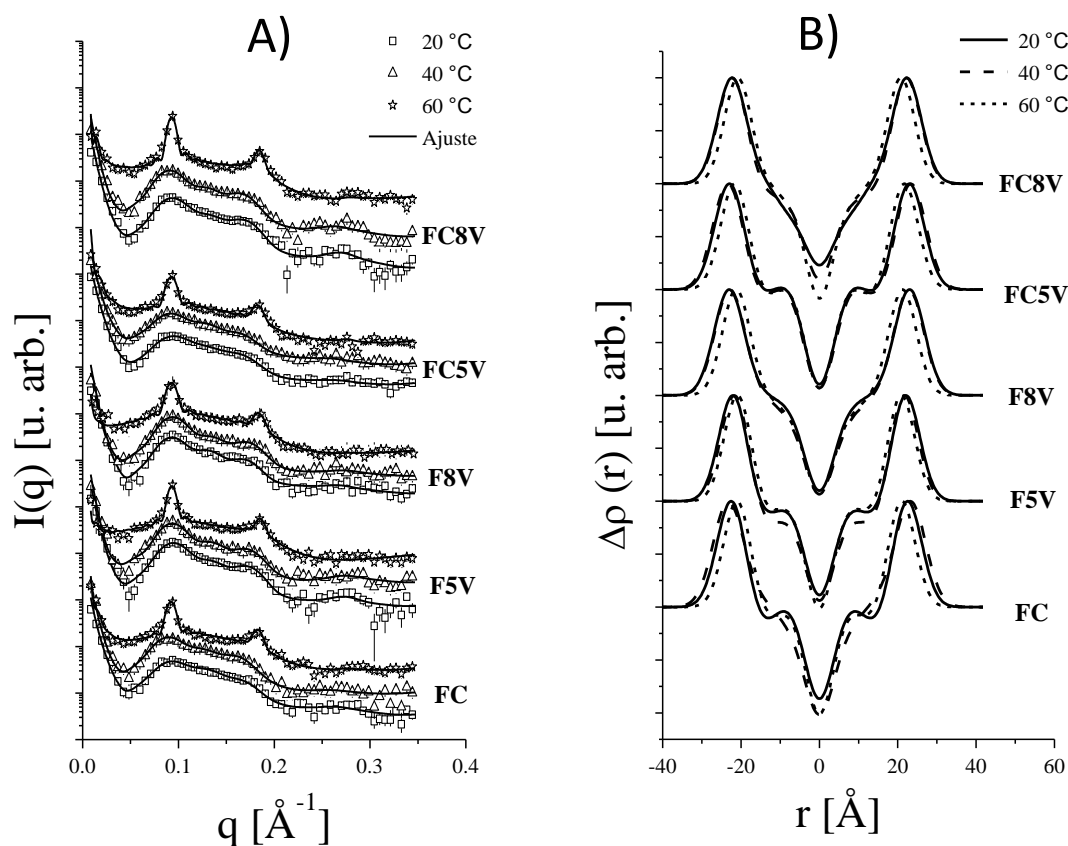 A)
20 °C
40 °C
60 °C
Ajuste
FC8V
FC5V
F8V
F5V
FC
I(q) [u. arb.]
0.0 0.1 0.2 0.3 0.4
q [Å-1]
B)
20 °C
40 °C
60 °C
FC8V
FC5V
F8V
F5V
FC
Δρ (r) [u. arb.]
-40 -20 0 20 40 60
r [Å]